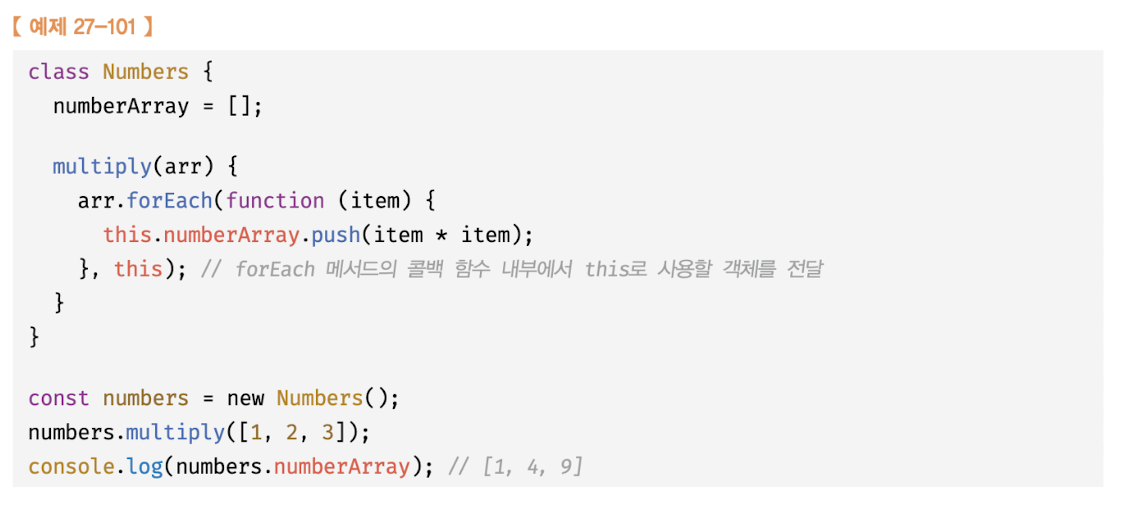 【 예제 27-101 】
class Numbers {
  numberArray = [];

  multiply(arr) {
    arr.forEach(function (item) {
      this.numberArray.push(item * item);
    }, this); // forEach 메서드의 콜백 함수 내부에서 this로 사용할 객체를 전달
  }
}

const numbers = new Numbers();
numbers.multiply([1, 2, 3]);
console.log(numbers.numberArray); // [1, 4, 9]